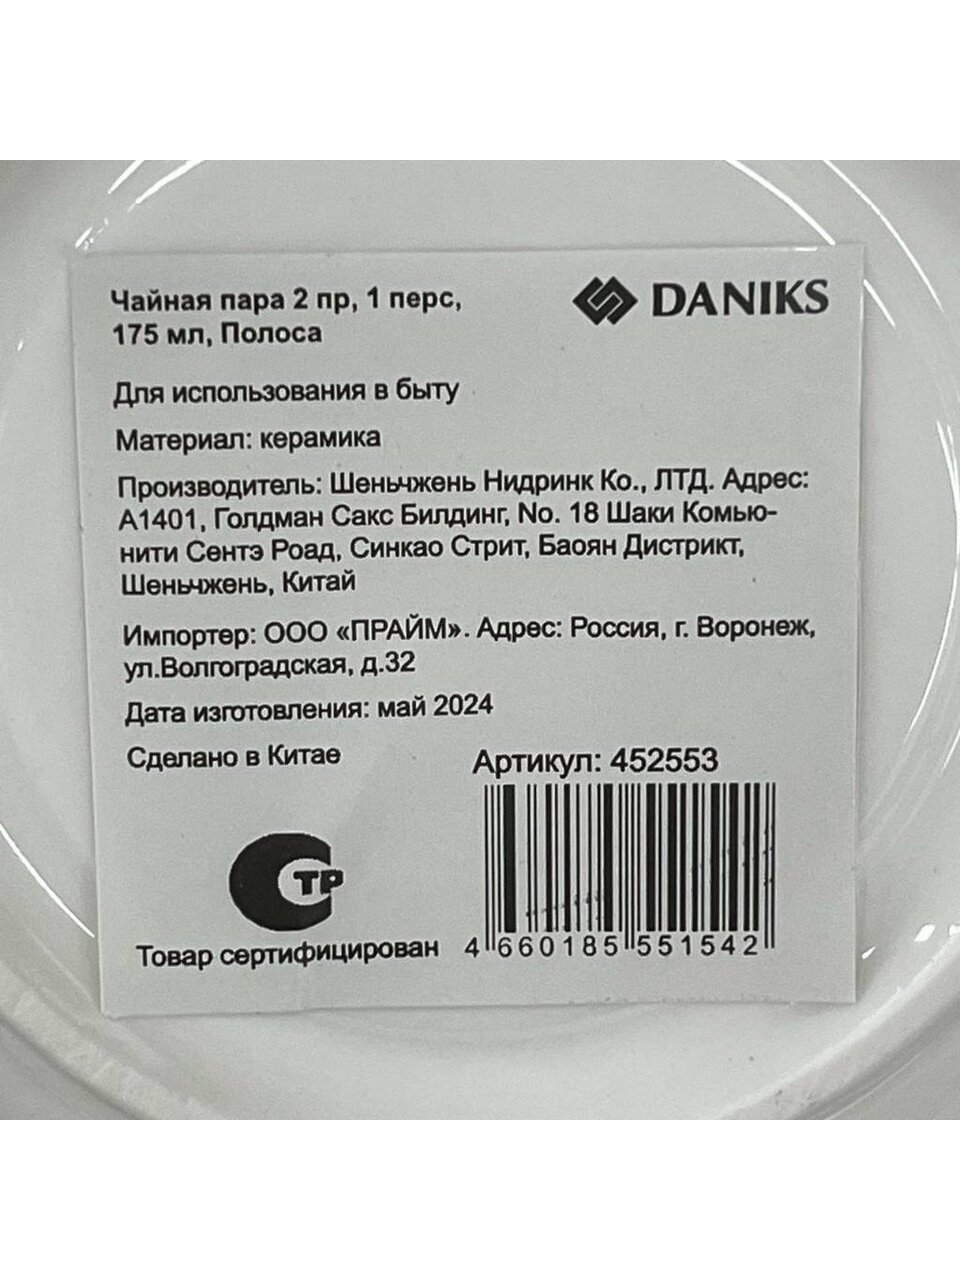 Чайная пара 2 пр, 1 перс,
175 мл, Полоса
DANIKS
Для использования в быту
Материал: керамика
Производитель: Шеньчжень Нидринк Ко., ЛТД. Адрес:
А1401, Голдман Сакс Билдинг, No. 18 Шаки Комью-
нити Сентэ Роад, Синкао Стрит, Баоян Дистрикт,
Шеньчжень, Китай
Импортер: ООО «ПРАЙМ». Адрес: Россия, г. Воронеж,
ул.Волгоградская, д.32
Дата изготовления: май 2024
Сделано в Китае
Артикул: 452553
СТР
Товар сертифицирован
4 660185 551542